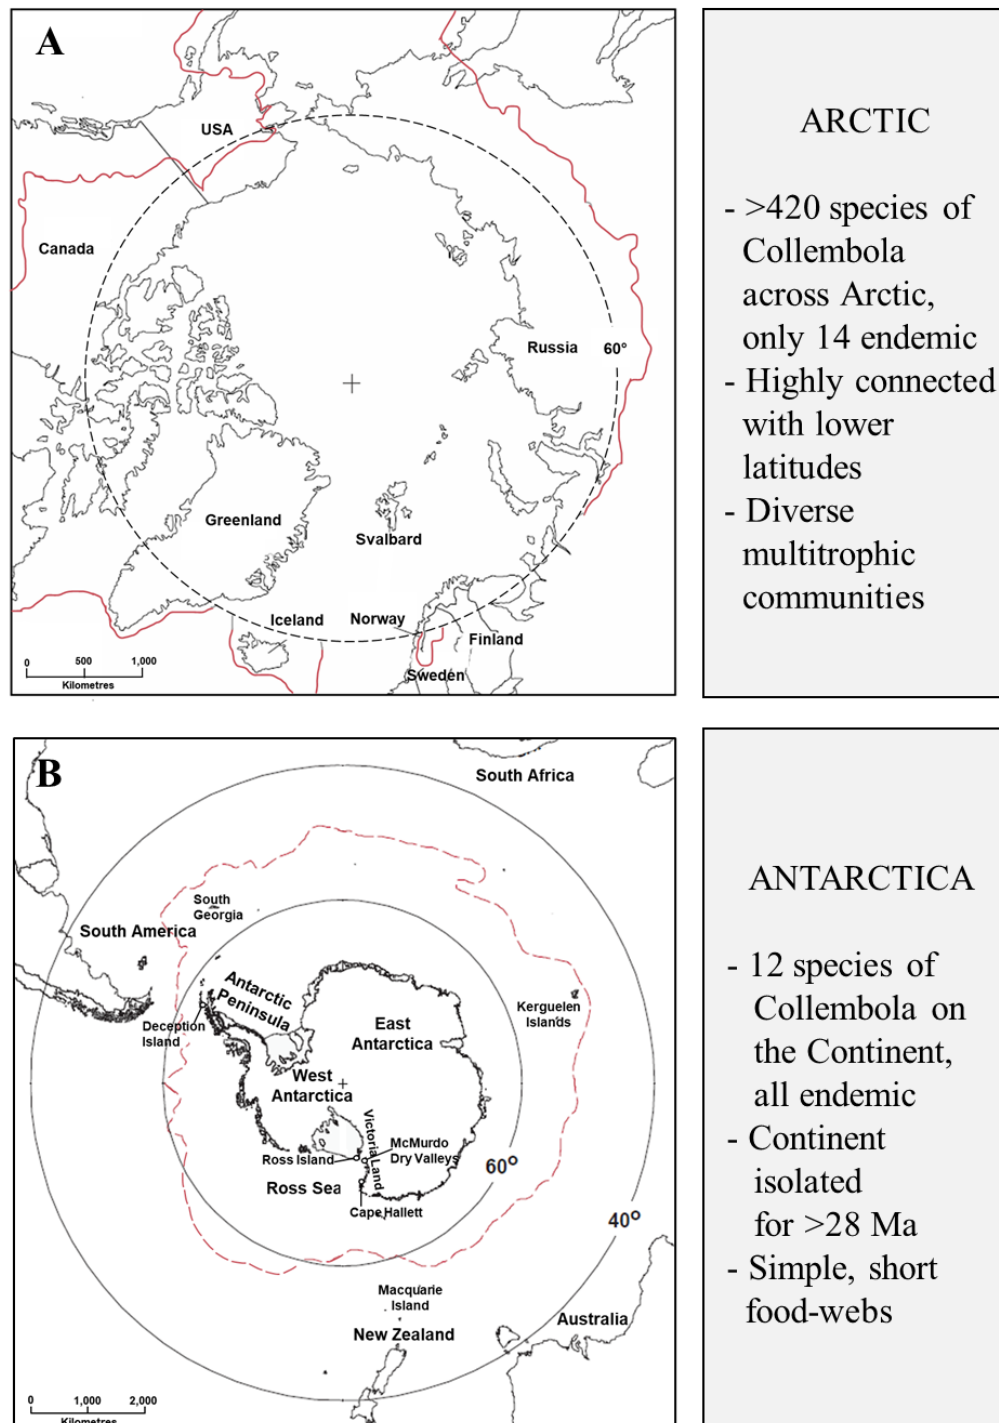 A
USA
Canada
Russia
60°
Greenland
Svalbard
Iceland
Norway
Finland
Sweden
0 500 1,000
Kilometres
ARCTIC
- >420 species of
Collembola
across Arctic,
only 14 endemic
- Highly connected
with lower
latitudes
- Diverse
multitrophic
communities
B
South Africa
South
Georgia
South America
Antarctic
Peninsula
Deception
Island
East
Antarctica
Kerguelen
Islands
West
Antarctica
Victoria Land
McMurdo
Dry Valleys
Ross Island
60°
Ross Sea
Cape Hallett
40°
Macquarie
Island
New Zealand
Australia
0 1,000 2,000
Kilometres
ANTARCTICA
- 12 species of
Collembola on
the Continent,
all endemic
- Continent
isolated
for >28 Ma
- Simple, short
food-webs